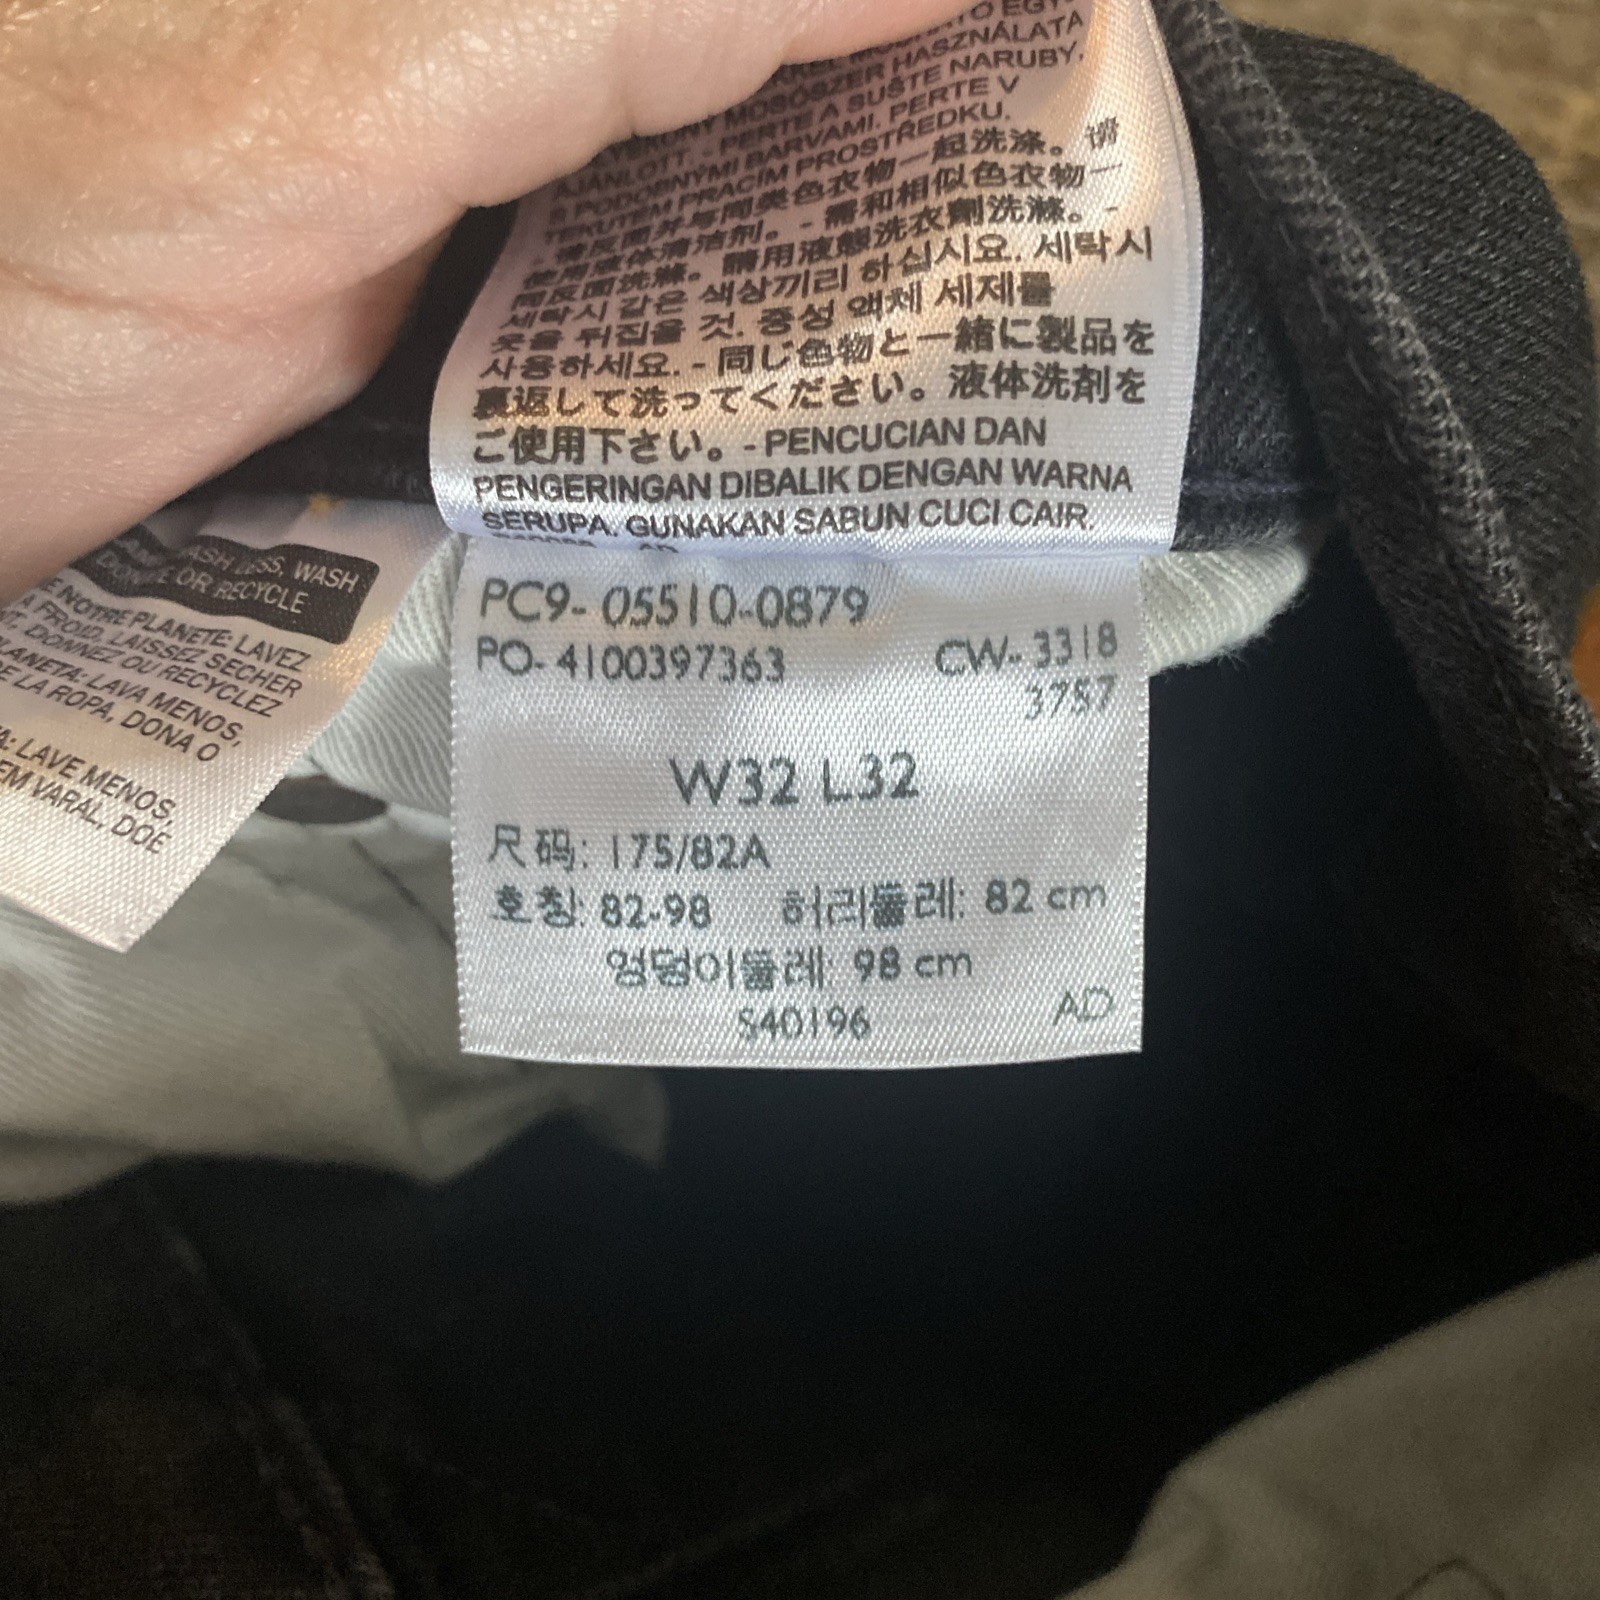 MOSÓSZER HASZNÁLATA
AJÁNLOTT. - PERTE A SUŠTE NARUBY,
S PODOBNÝMI BARVAMI. PERTE V
TEKUTÉM PRACÍM PROSTŘEDKU.
- 请反面并与同类色衣物一起洗涤。请
使用液体清洁剂。- 需和相似色衣物一
同反面洗滌。請用液態洗衣劑洗滌。-
세탁시 같은 색상끼리 하십시요. 세탁시
옷을 뒤집을 것. 중성 액체 세제를
사용하세요. - 同じ色物と一緒に製品を
裏返して洗ってください。液体洗剤を
ご使用下さい。- PENCUCIAN DAN
PENGERINGAN DIBALIK DENGAN WARNA
SERUPA. GUNAKAN SABUN CUCI CAIR.
WASH LESS, WASH
OR RECYCLE
NOTRE PLANÈTE: LAVEZ
FROID, LAISSEZ SECHER
DONNEZ OU RECYCLEZ
PLANETA: LAVA MENOS,
DE LA ROPA, DONA O
LAVE MENOS,
EM VARAL, DOE
PC9- 05510-0879
PO- 4100397363 CW- 3318
3757
W32 L32
尺码: 175/82A
호칭: 82-98 허리둘레: 82 cm
엉덩이둘레: 98 cm
S40196 AD